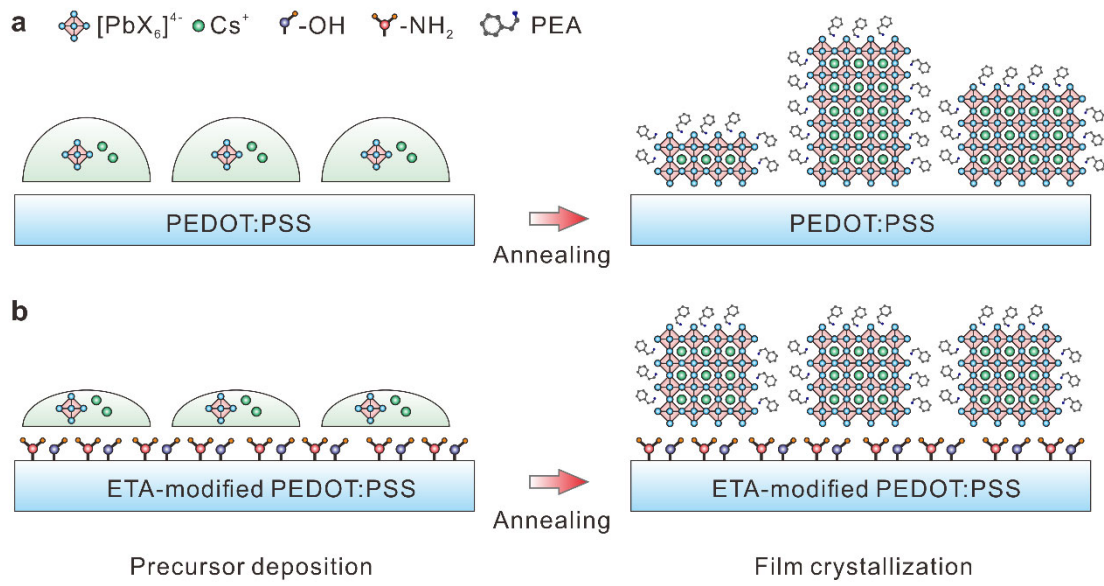 a [PbX₆]⁴⁻ Cs⁺ -OH -NH₂ PEA
PEDOT:PSS
Annealing
PEDOT:PSS
b
ETA-modified PEDOT:PSS
Annealing
ETA-modified PEDOT:PSS
Precursor deposition
Film crystallization